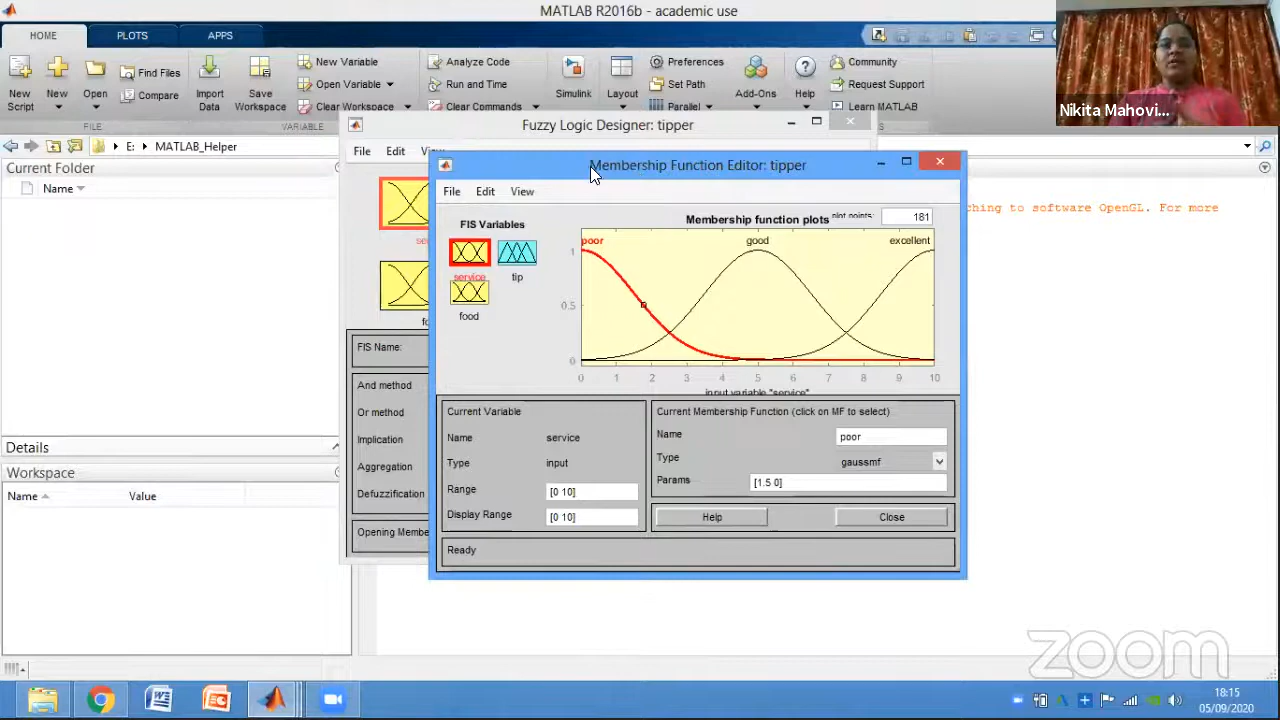 MATLAB R2016b - academic use
HOME PLOTS APPS
New Script
New
Open
Find Files
Compare
Import Data
Save Workspace
New Variable
Open Variable
Clear Workspace
Analyze Code
Run and Time
Clear Commands
Simulink
Layout
Preferences
Set Path
Parallel
Add-Ons
Help
Community
Request Support
Learn MATLAB
FILE
VARIABLE
Nikita Mahovi...
E: MATLAB_Helper
Current Folder
Name
Details
Workspace
Name Value
ching to software OpenGL. For more
Fuzzy Logic Designer: tipper
File Edit
FIS Name:
And method
Or method
Implication
Aggregation
Defuzzification
Opening Membe
Membership Function Editor: tipper
File Edit View
FIS Variables
service
tip
food
Membership function plots
plot points:
181
poor good excellent
1
0.5
0
0 1 2 3 4 5 6 7 8 9 10
input variable "service"
Current Variable
Name service
Type input
Range [0 10]
Display Range [0 10]
Current Membership Function (click on MF to select)
Name poor
Type gaussmf
Params [1.5 0]
Help Close
Ready
zoom
18:15
05/09/2020